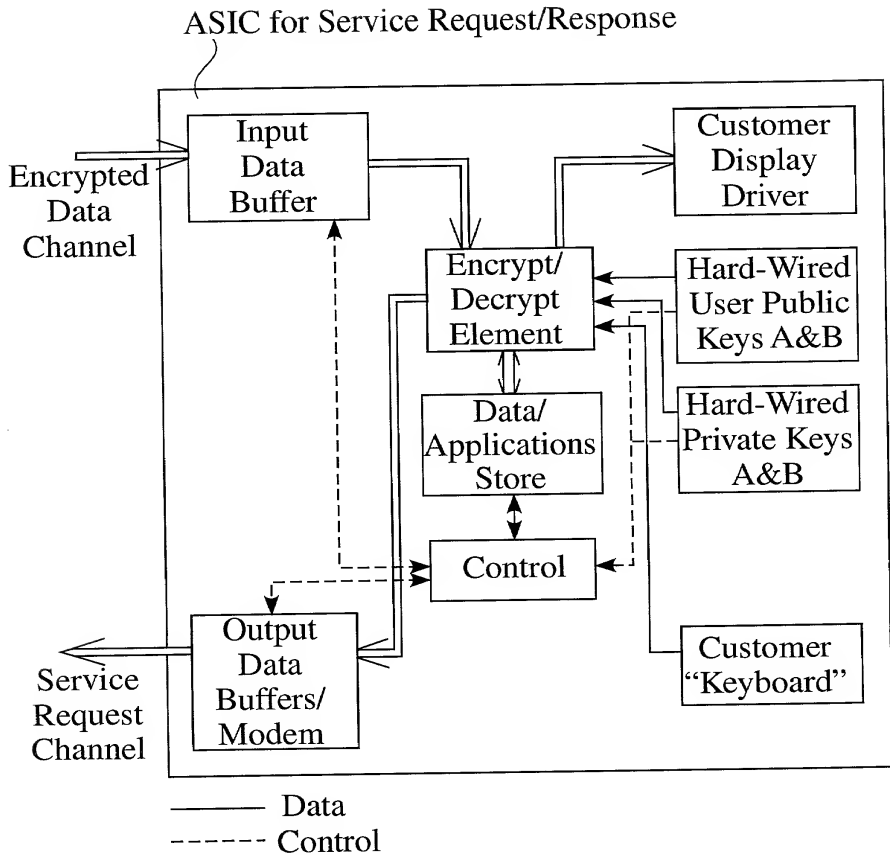 ASIC for Service Request/Response
Input
Data
Buffer
Customer
Display
Driver
Encrypted
Data
Channel
Encrypt/
Decrypt
Element
Hard-Wired
User Public
Keys A&B
Data/
Applications
Store
Hard-Wired
Private Keys
A&B
Control
Output
Data
Buffers/
Modem
Customer
“Keyboard”
Service
Request
Channel
Data
Control